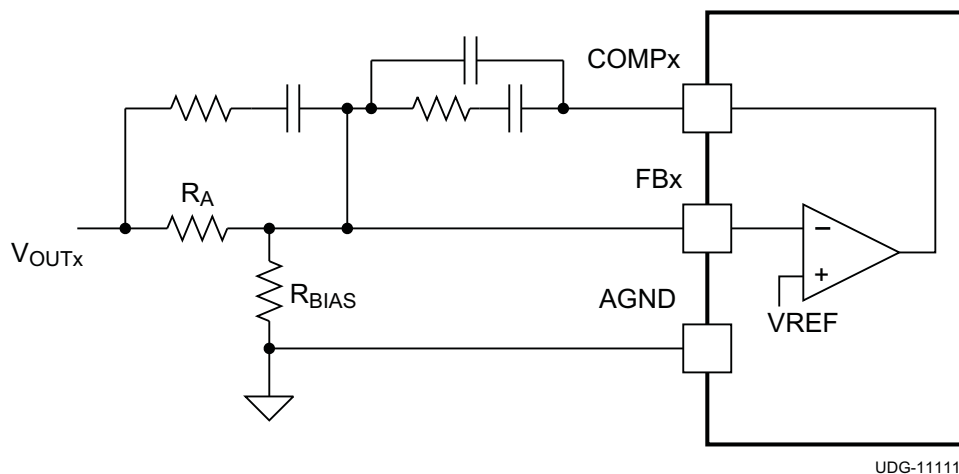 COMPx
FBx
RA
VOUTx
RBIAS
AGND
−
+
VREF
UDG-11111